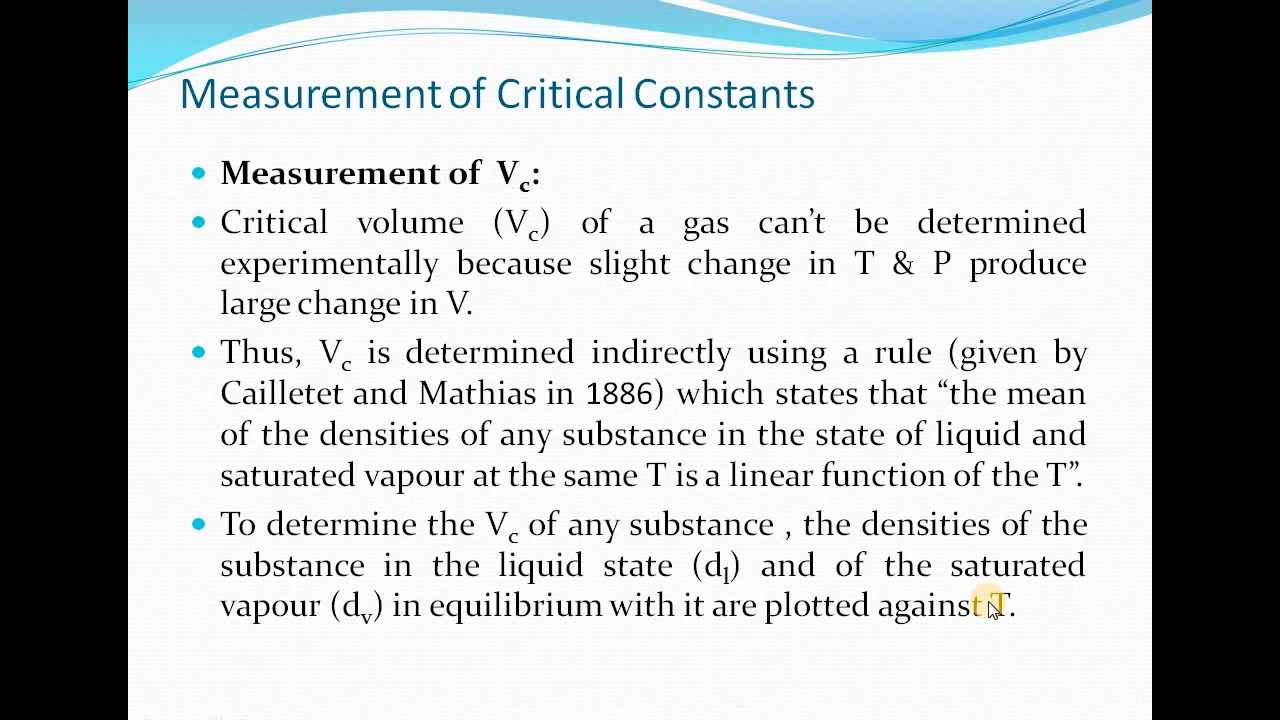 Measurement of Critical Constants
• Measurement of Vc:
• Critical volume (Vc) of a gas can’t be determined
experimentally because slight change in T & P produce
large change in V.
• Thus, Vc is determined indirectly using a rule (given by
Cailletet and Mathias in 1886) which states that “the mean
of the densities of any substance in the state of liquid and
saturated vapour at the same T is a linear function of the T”.
• To determine the Vc of any substance , the densities of the
substance in the liquid state (dl) and of the saturated
vapour (dv) in equilibrium with it are plotted against T.